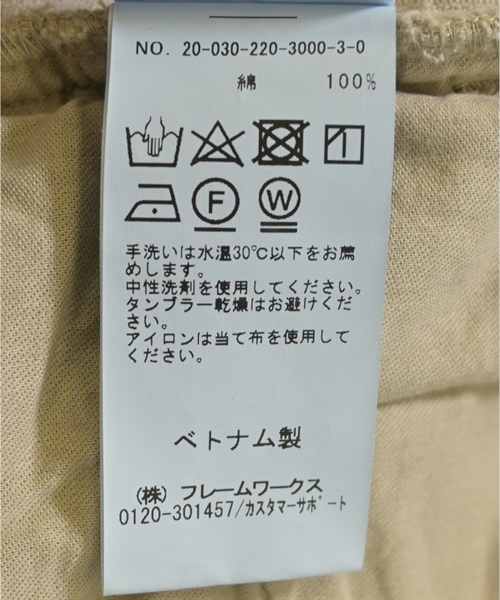 NO. 20-030-220-3000-3-0
綿 100%
F W
手洗いは水温30℃以下をお薦
めします。
中性洗剤を使用してください。
タンブラー乾燥はお避けくだ
さい。
アイロンは当て布を使用して
ください。
ベトナム製
(株) フレームワークス
0120-301457/カスタマーサポート